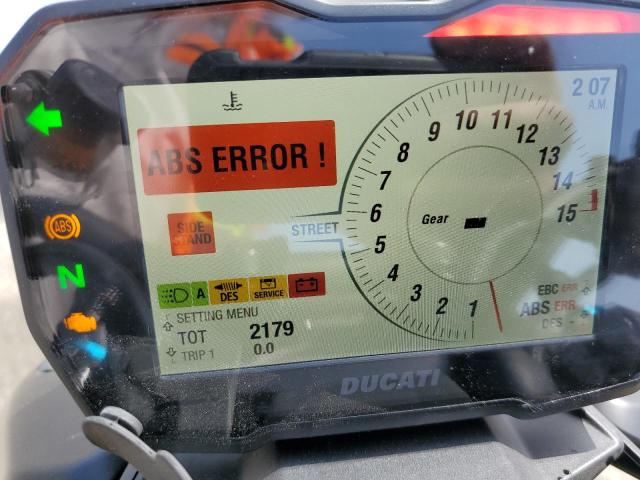 2 07
A.M.
ABS ERROR !
SIDE
STAND
STREET
1
2
3
4
5
6
7
8
9
10
11
12
13
14
15
Gear
ABS
N
A
DES
SERVICE
SETTING MENU
TOT 2179
TRIP 1 0.0
EBC ERR
ABS ERR
DES -
DUCATI